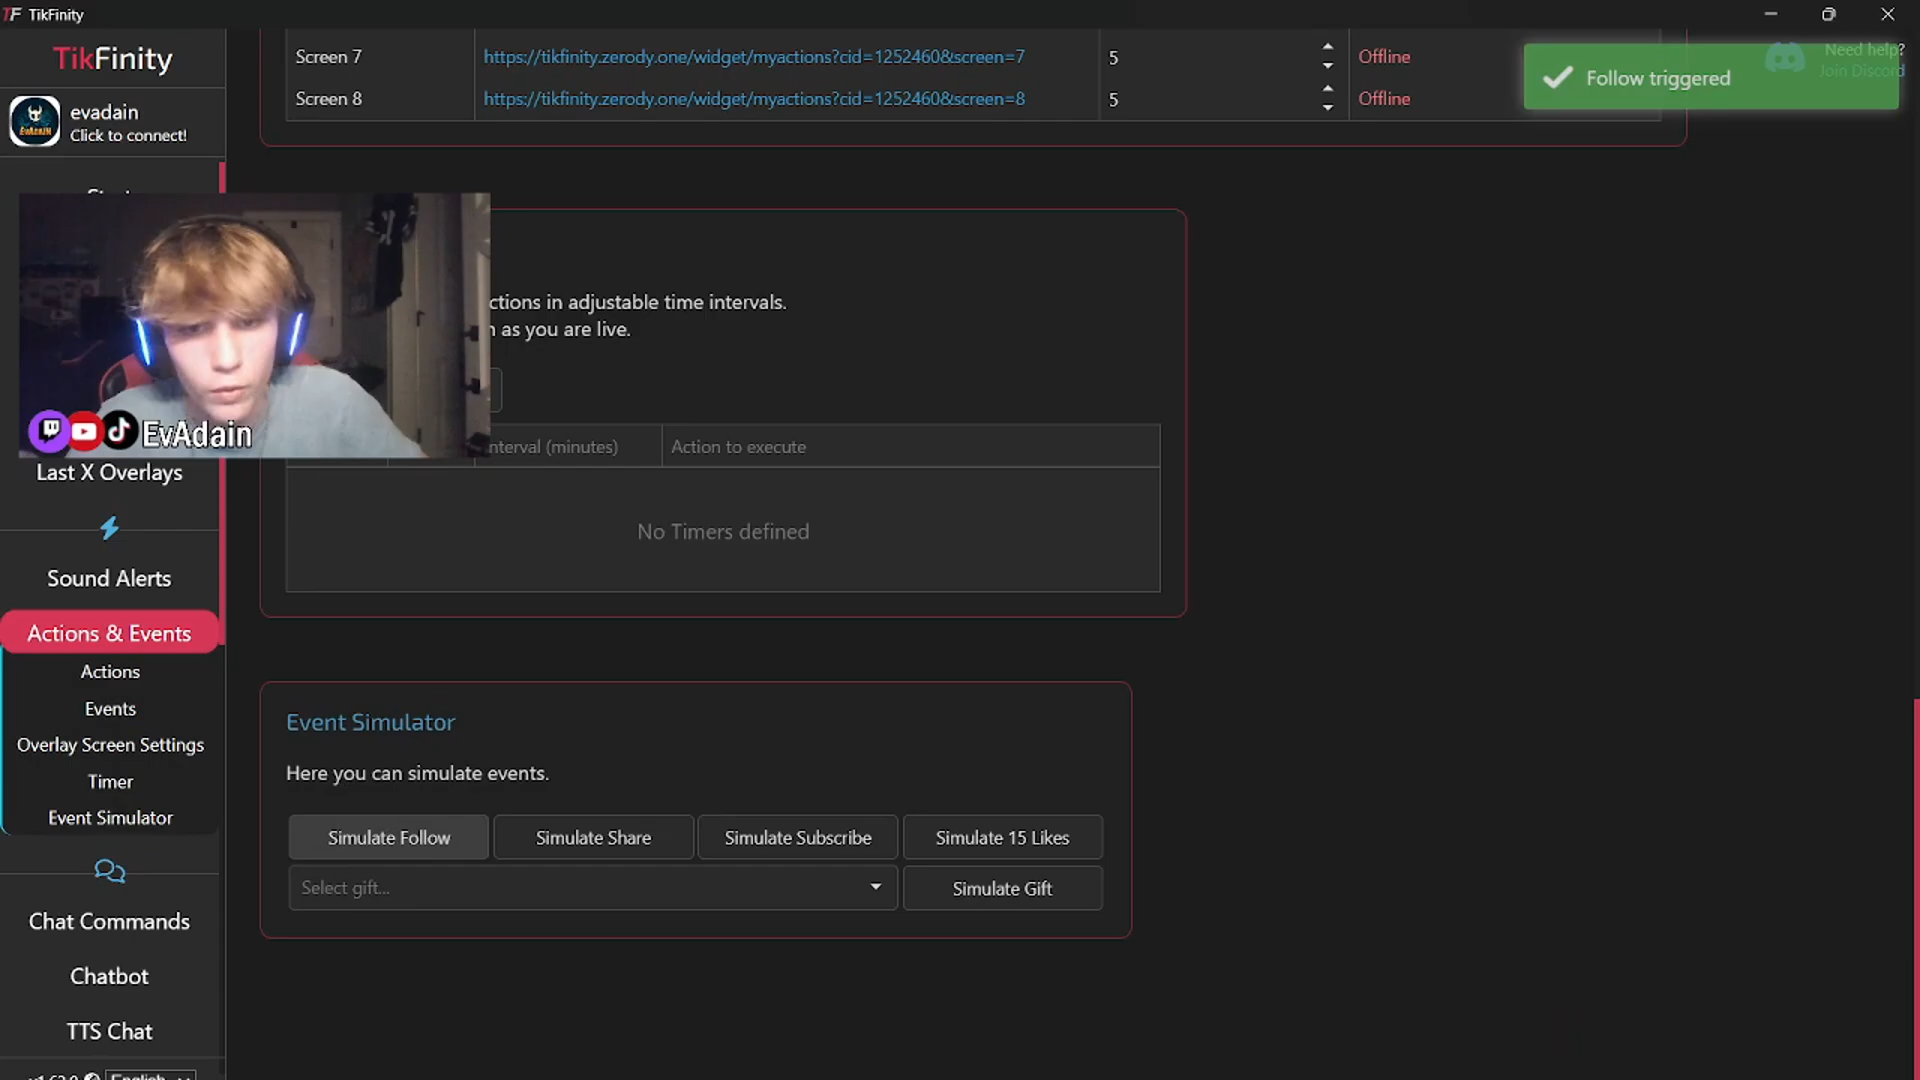 TF TikFinity
TikFinity
evadain
Click to connect!
Screen 7
https://tikfinity.zerody.one/widget/myactions?cid=1252460&screen=7
5
Offline
Screen 8
https://tikfinity.zerody.one/widget/myactions?cid=1252460&screen=8
5
Offline
Need help?
Join Discord
Follow triggered
ctions in adjustable time intervals.
as you are live.
EvAdain
nterval (minutes)
Action to execute
No Timers defined
Last X Overlays
Sound Alerts
Actions & Events
Actions
Events
Overlay Screen Settings
Timer
Event Simulator
Chat Commands
Chatbot
TTS Chat
English
Event Simulator
Here you can simulate events.
Simulate Follow
Simulate Share
Simulate Subscribe
Simulate 15 Likes
Select gift...
Simulate Gift